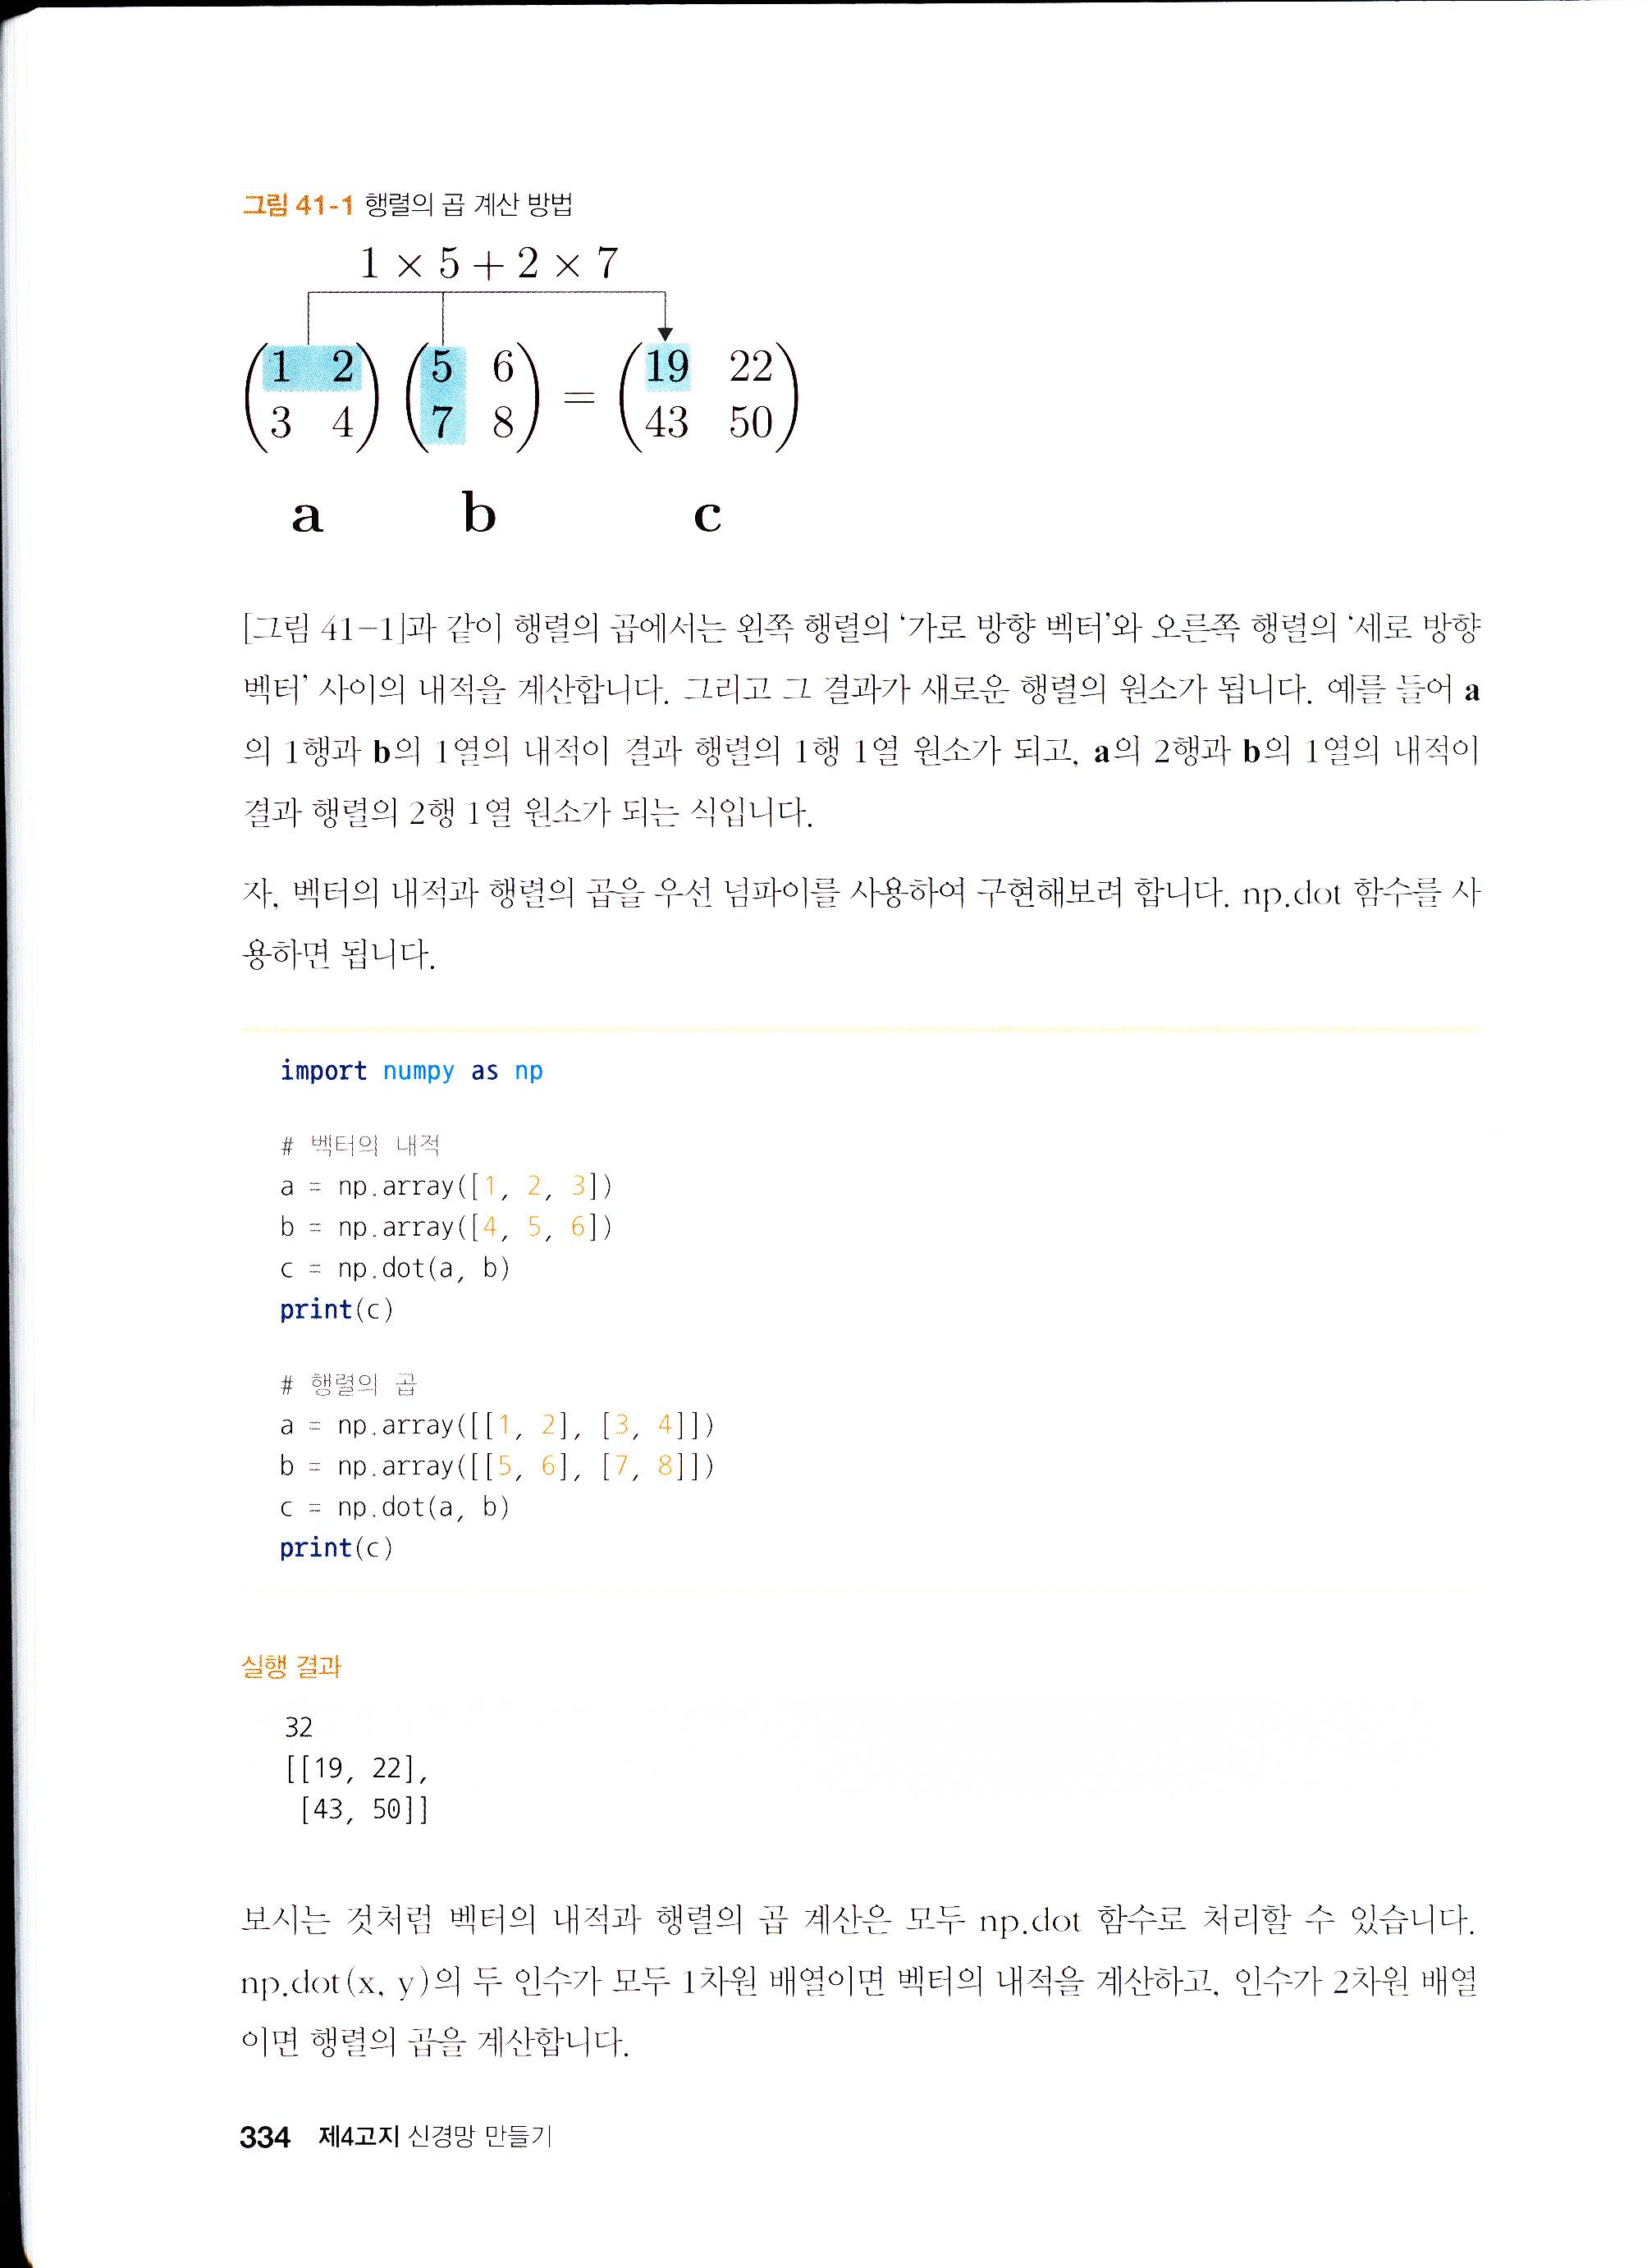 그림 41-1 행렬의 곱 계산 방법
1 × 5 + 2 × 7
(1 2) (5 6) = (19 22)
(3 4) (7 8) (43 50)
a b c
[그림 41-1]과 같이 행렬의 곱에서는 왼쪽 행렬의 ‘가로 방향 벡터’와 오른쪽 행렬의 ‘세로 방향
벡터’ 사이의 내적을 계산합니다. 그리고 그 결과가 새로운 행렬의 원소가 됩니다. 예를 들어 a
의 1행과 b의 1열의 내적이 결과 행렬의 1행 1열 원소가 되고, a의 2행과 b의 1열의 내적이
결과 행렬의 2행 1열 원소가 되는 식입니다.
자, 벡터의 내적과 행렬의 곱을 우선 넘파이를 사용하여 구현해보려 합니다. np.dot 함수를 사
용하면 됩니다.
import numpy as np
# 벡터의 내적
a = np.array([1, 2, 3])
b = np.array([4, 5, 6])
c = np.dot(a, b)
print(c)
# 행렬의 곱
a = np.array([[1, 2], [3, 4]])
b = np.array([[5, 6], [7, 8]])
c = np.dot(a, b)
print(c)
실행 결과
32
[[19, 22],
[43, 50]]
보시는 것처럼 벡터의 내적과 행렬의 곱 계산은 모두 np.dot 함수로 처리할 수 있습니다.
np.dot(x, y)의 두 인수가 모두 1차원 배열이면 벡터의 내적을 계산하고, 인수가 2차원 배열
이면 행렬의 곱을 계산합니다.
334 제4고지 신경망 만들기